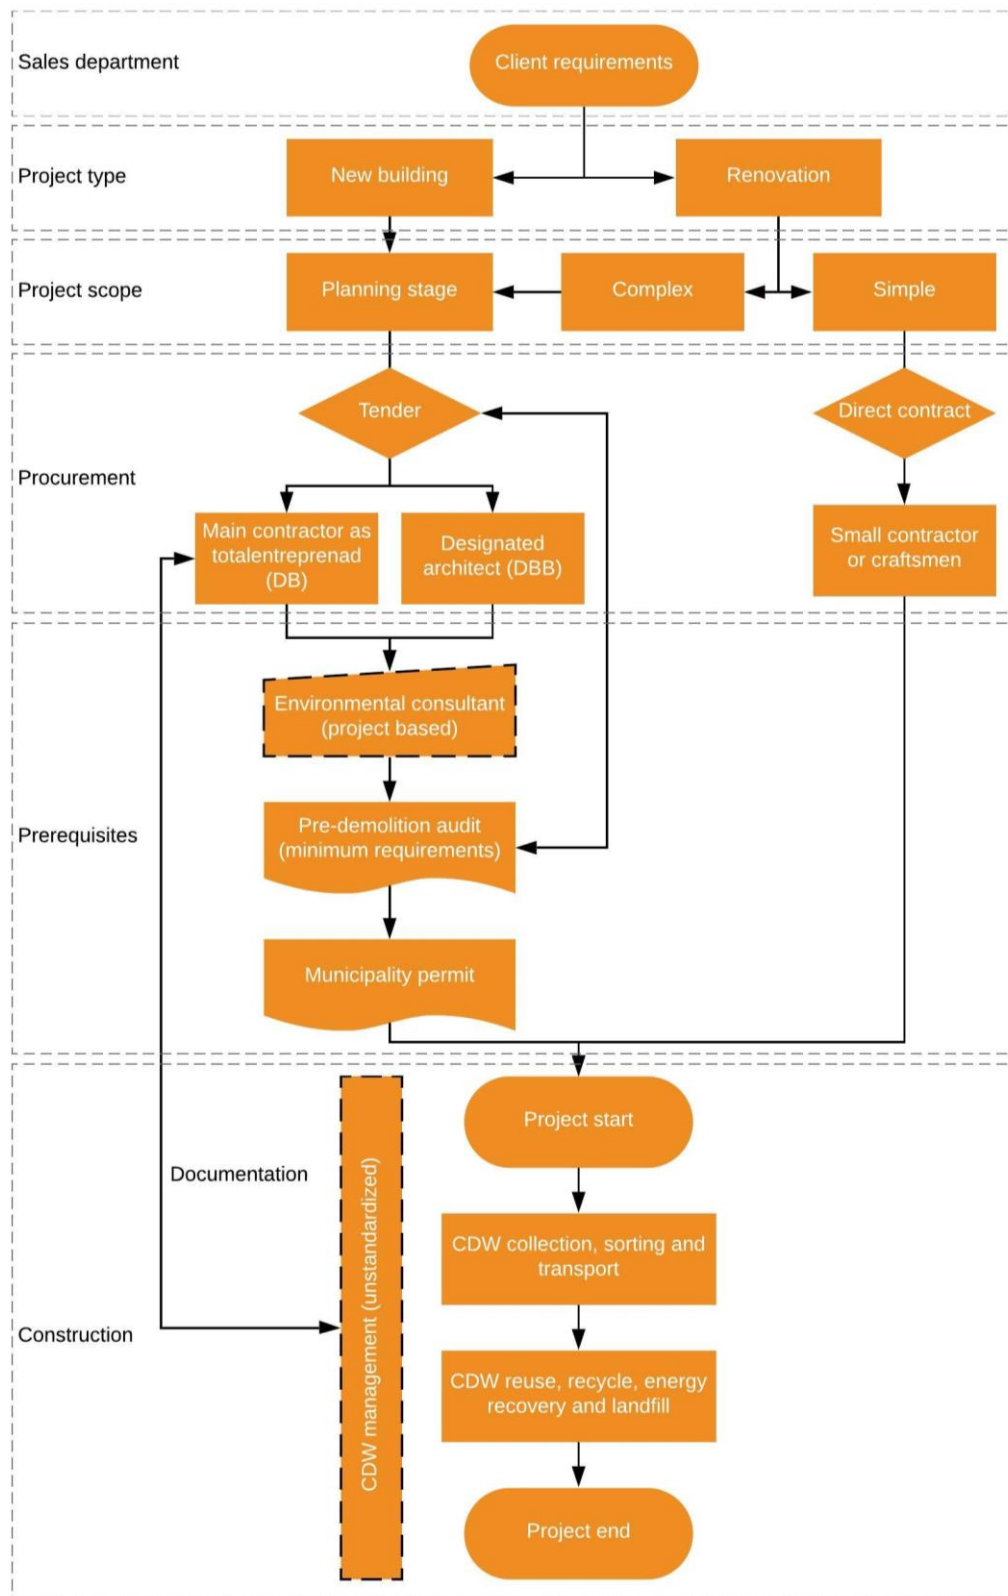 Sales department
Client requirements
Project type
New building
Renovation
Project scope
Planning stage
Complex
Simple
Tender
Direct contract
Procurement
Main contractor as
totalentreprenad
(DB)
Designated
architect (DBB)
Small contractor
or craftsmen
Environmental consultant
(project based)
Prerequisites
Pre-demolition audit
(minimum requirements)
Municipality permit
Project start
Documentation
CDW management (unstandardized)
CDW collection, sorting and
transport
Construction
CDW reuse, recycle, energy
recovery and landfill
Project end